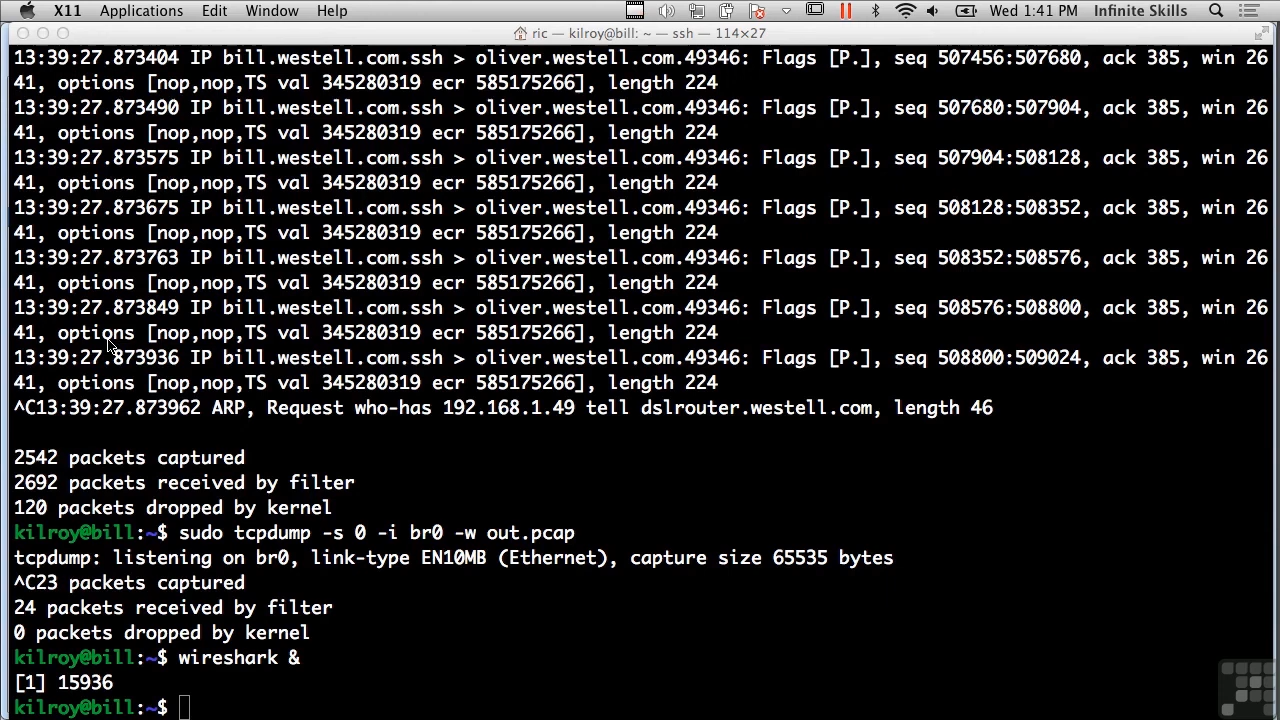 X11 Applications Edit Window Help Wed 1:41 PM Infinite Skills
ric — kilroy@bill: ~ — ssh — 114×27
13:39:27.873404 IP bill.westell.com.ssh > oliver.westell.com.49346: Flags [P.], seq 507456:507680, ack 385, win 26
41, options [nop,nop,TS val 345280319 ecr 585175266], length 224
13:39:27.873490 IP bill.westell.com.ssh > oliver.westell.com.49346: Flags [P.], seq 507680:507904, ack 385, win 26
41, options [nop,nop,TS val 345280319 ecr 585175266], length 224
13:39:27.873575 IP bill.westell.com.ssh > oliver.westell.com.49346: Flags [P.], seq 507904:508128, ack 385, win 26
41, options [nop,nop,TS val 345280319 ecr 585175266], length 224
13:39:27.873675 IP bill.westell.com.ssh > oliver.westell.com.49346: Flags [P.], seq 508128:508352, ack 385, win 26
41, options [nop,nop,TS val 345280319 ecr 585175266], length 224
13:39:27.873763 IP bill.westell.com.ssh > oliver.westell.com.49346: Flags [P.], seq 508352:508576, ack 385, win 26
41, options [nop,nop,TS val 345280319 ecr 585175266], length 224
13:39:27.873849 IP bill.westell.com.ssh > oliver.westell.com.49346: Flags [P.], seq 508576:508800, ack 385, win 26
41, options [nop,nop,TS val 345280319 ecr 585175266], length 224
13:39:27.873936 IP bill.westell.com.ssh > oliver.westell.com.49346: Flags [P.], seq 508800:509024, ack 385, win 26
41, options [nop,nop,TS val 345280319 ecr 585175266], length 224
^C13:39:27.873962 ARP, Request who-has 192.168.1.49 tell dslrouter.westell.com, length 46
2542 packets captured
2692 packets received by filter
120 packets dropped by kernel
kilroy@bill:~$ sudo tcpdump -s 0 -i br0 -w out.pcap
tcpdump: listening on br0, link-type EN10MB (Ethernet), capture size 65535 bytes
^C23 packets captured
24 packets received by filter
0 packets dropped by kernel
kilroy@bill:~$ wireshark &
[1] 15936
kilroy@bill:~$